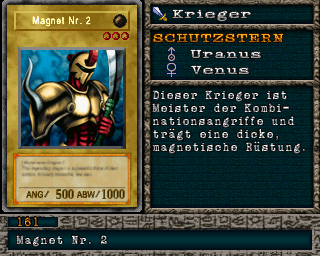 Magnet Nr. 2
ANG/ 500 ABW/1000
Krieger
SCHUTZSTERN
Uranus
Venus
Dieser Krieger ist
Meister der Kombi-
nationsangriffe und
trägt eine dicke,
magnetische Rüstung.
161
Magnet Nr. 2